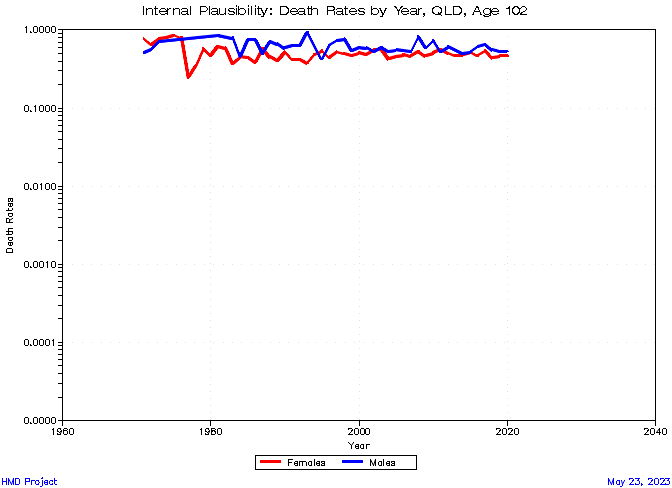 Internal Plausibility: Death Rates by Year, QLD, Age 102
1.0000
0.1000
0.0100
0.0010
0.0001
0.0000
Death Rates
1960
1980
2000
2020
2040
Year
Females
Males
HMD Project
May 23, 2023